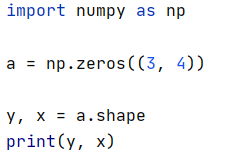 import numpy as np
a = np.zeros((3, 4))
y, x = a.shape
print(y, x)